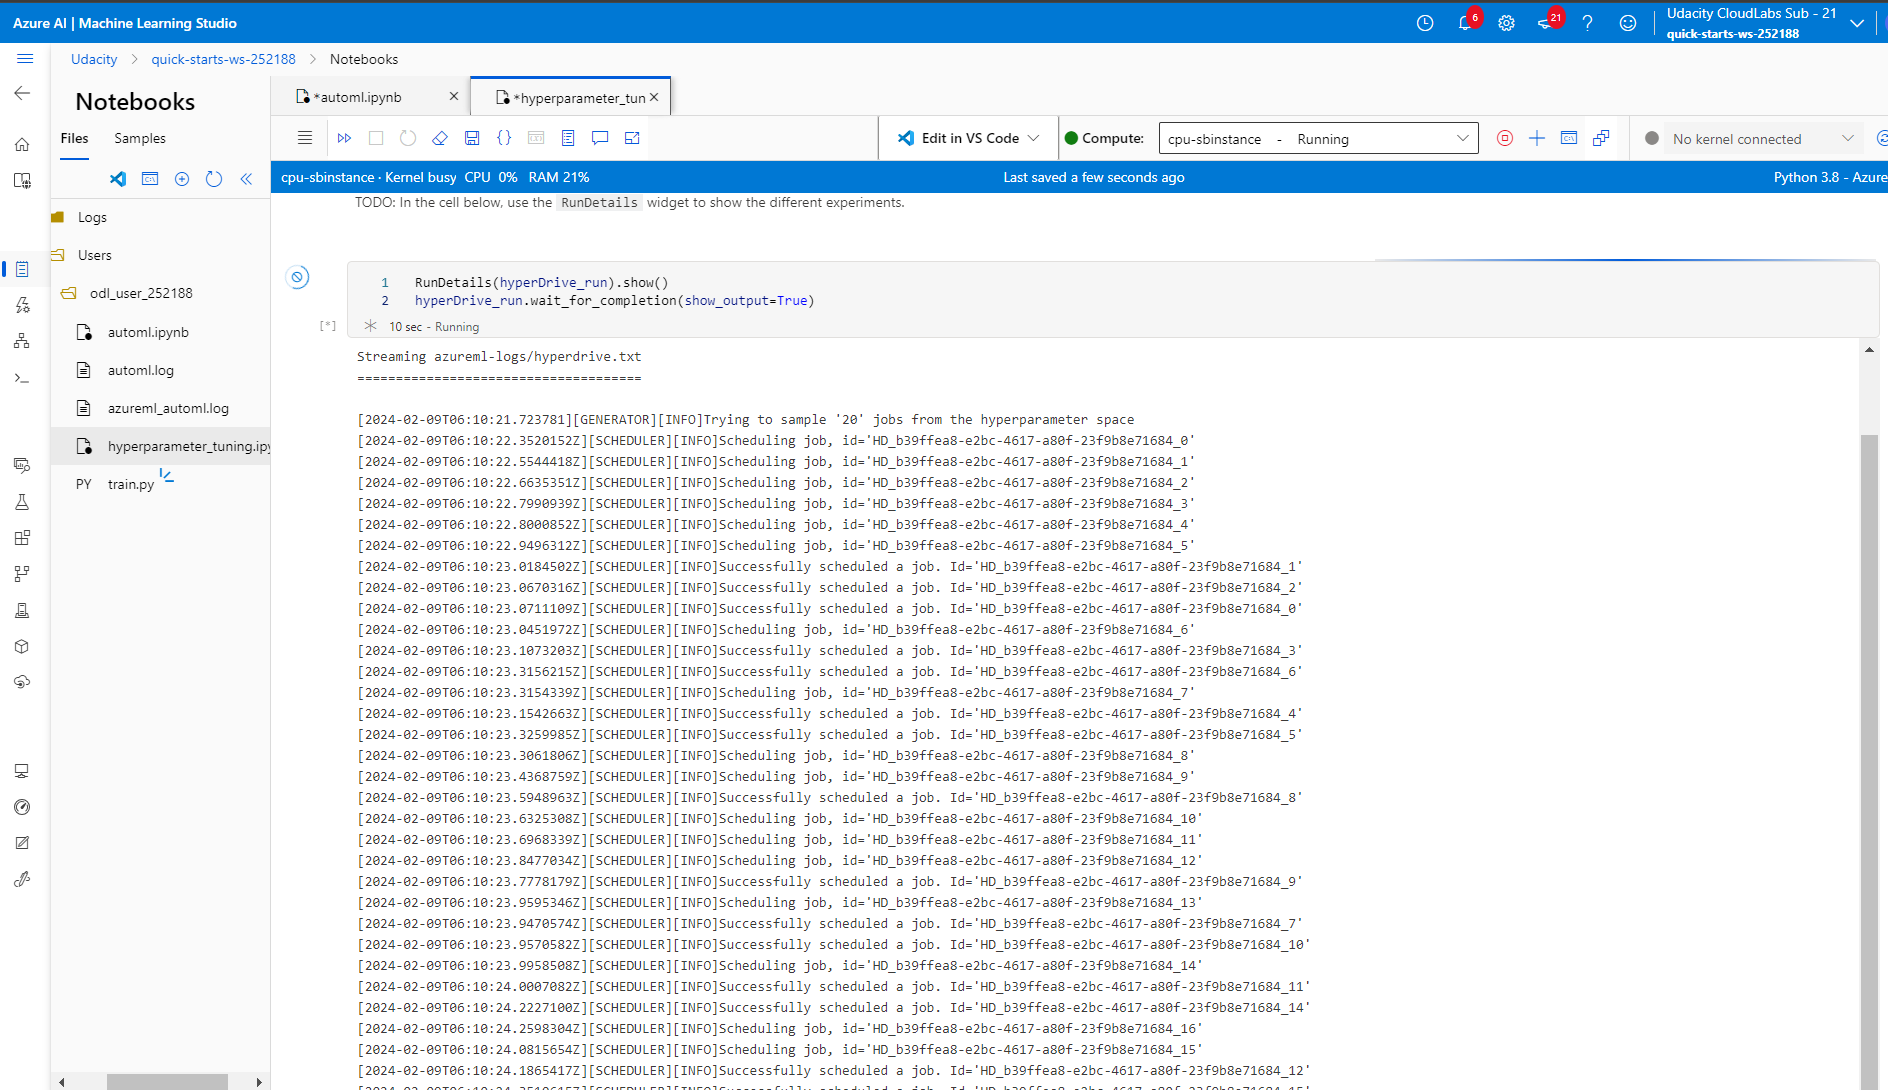 Azure AI | Machine Learning Studio
6
21
Udacity CloudLabs Sub - 21
quick-starts-ws-252188
Udacity > quick-starts-ws-252188 > Notebooks
Notebooks
*automl.ipynb
*hyperparameter_tun
Files
Samples
Edit in VS Code
Compute:
cpu-sbinstance - Running
No kernel connected
cpu-sbinstance · Kernel busy CPU 0% RAM 21%
Last saved a few seconds ago
Python 3.8 - Azure
Logs
Users
odl_user_252188
automl.ipynb
automl.log
azureml_automl.log
hyperparameter_tuning.ipy
PY train.py
TODO: In the cell below, use the RunDetails widget to show the different experiments.
1 RunDetails(hyperDrive_run).show()
2 hyperDrive_run.wait_for_completion(show_output=True)
[*]
10 sec - Running
Streaming azureml-logs/hyperdrive.txt
=====================================
[2024-02-09T06:10:21.723781][GENERATOR][INFO]Trying to sample '20' jobs from the hyperparameter space
[2024-02-09T06:10:22.3520152Z][SCHEDULER][INFO]Scheduling job, id='HD_b39ffea8-e2bc-4617-a80f-23f9b8e71684_0'
[2024-02-09T06:10:22.5544418Z][SCHEDULER][INFO]Scheduling job, id='HD_b39ffea8-e2bc-4617-a80f-23f9b8e71684_1'
[2024-02-09T06:10:22.6635351Z][SCHEDULER][INFO]Scheduling job, id='HD_b39ffea8-e2bc-4617-a80f-23f9b8e71684_2'
[2024-02-09T06:10:22.7990939Z][SCHEDULER][INFO]Scheduling job, id='HD_b39ffea8-e2bc-4617-a80f-23f9b8e71684_3'
[2024-02-09T06:10:22.8000852Z][SCHEDULER][INFO]Scheduling job, id='HD_b39ffea8-e2bc-4617-a80f-23f9b8e71684_4'
[2024-02-09T06:10:22.9496312Z][SCHEDULER][INFO]Scheduling job, id='HD_b39ffea8-e2bc-4617-a80f-23f9b8e71684_5'
[2024-02-09T06:10:23.0184502Z][SCHEDULER][INFO]Successfully scheduled a job. Id='HD_b39ffea8-e2bc-4617-a80f-23f9b8e71684_1'
[2024-02-09T06:10:23.0670316Z][SCHEDULER][INFO]Successfully scheduled a job. Id='HD_b39ffea8-e2bc-4617-a80f-23f9b8e71684_2'
[2024-02-09T06:10:23.0711109Z][SCHEDULER][INFO]Successfully scheduled a job. Id='HD_b39ffea8-e2bc-4617-a80f-23f9b8e71684_0'
[2024-02-09T06:10:23.0451972Z][SCHEDULER][INFO]Scheduling job, id='HD_b39ffea8-e2bc-4617-a80f-23f9b8e71684_6'
[2024-02-09T06:10:23.1073203Z][SCHEDULER][INFO]Successfully scheduled a job. Id='HD_b39ffea8-e2bc-4617-a80f-23f9b8e71684_3'
[2024-02-09T06:10:23.3156215Z][SCHEDULER][INFO]Successfully scheduled a job. Id='HD_b39ffea8-e2bc-4617-a80f-23f9b8e71684_6'
[2024-02-09T06:10:23.3154339Z][SCHEDULER][INFO]Scheduling job, id='HD_b39ffea8-e2bc-4617-a80f-23f9b8e71684_7'
[2024-02-09T06:10:23.1542663Z][SCHEDULER][INFO]Successfully scheduled a job. Id='HD_b39ffea8-e2bc-4617-a80f-23f9b8e71684_4'
[2024-02-09T06:10:23.3259985Z][SCHEDULER][INFO]Successfully scheduled a job. Id='HD_b39ffea8-e2bc-4617-a80f-23f9b8e71684_5'
[2024-02-09T06:10:23.3061806Z][SCHEDULER][INFO]Scheduling job, id='HD_b39ffea8-e2bc-4617-a80f-23f9b8e71684_8'
[2024-02-09T06:10:23.4368759Z][SCHEDULER][INFO]Scheduling job, id='HD_b39ffea8-e2bc-4617-a80f-23f9b8e71684_9'
[2024-02-09T06:10:23.5948963Z][SCHEDULER][INFO]Successfully scheduled a job. Id='HD_b39ffea8-e2bc-4617-a80f-23f9b8e71684_8'
[2024-02-09T06:10:23.6325308Z][SCHEDULER][INFO]Scheduling job, id='HD_b39ffea8-e2bc-4617-a80f-23f9b8e71684_10'
[2024-02-09T06:10:23.6968339Z][SCHEDULER][INFO]Scheduling job, id='HD_b39ffea8-e2bc-4617-a80f-23f9b8e71684_11'
[2024-02-09T06:10:23.8477034Z][SCHEDULER][INFO]Scheduling job, id='HD_b39ffea8-e2bc-4617-a80f-23f9b8e71684_12'
[2024-02-09T06:10:23.7778179Z][SCHEDULER][INFO]Successfully scheduled a job. Id='HD_b39ffea8-e2bc-4617-a80f-23f9b8e71684_9'
[2024-02-09T06:10:23.9595346Z][SCHEDULER][INFO]Scheduling job, id='HD_b39ffea8-e2bc-4617-a80f-23f9b8e71684_13'
[2024-02-09T06:10:23.9470574Z][SCHEDULER][INFO]Successfully scheduled a job. Id='HD_b39ffea8-e2bc-4617-a80f-23f9b8e71684_7'
[2024-02-09T06:10:23.9570582Z][SCHEDULER][INFO]Successfully scheduled a job. Id='HD_b39ffea8-e2bc-4617-a80f-23f9b8e71684_10'
[2024-02-09T06:10:23.9958508Z][SCHEDULER][INFO]Scheduling job, id='HD_b39ffea8-e2bc-4617-a80f-23f9b8e71684_14'
[2024-02-09T06:10:24.0007082Z][SCHEDULER][INFO]Successfully scheduled a job. Id='HD_b39ffea8-e2bc-4617-a80f-23f9b8e71684_11'
[2024-02-09T06:10:24.2227100Z][SCHEDULER][INFO]Successfully scheduled a job. Id='HD_b39ffea8-e2bc-4617-a80f-23f9b8e71684_14'
[2024-02-09T06:10:24.2598304Z][SCHEDULER][INFO]Scheduling job, id='HD_b39ffea8-e2bc-4617-a80f-23f9b8e71684_16'
[2024-02-09T06:10:24.0815654Z][SCHEDULER][INFO]Scheduling job, id='HD_b39ffea8-e2bc-4617-a80f-23f9b8e71684_15'
[2024-02-09T06:10:24.1865417Z][SCHEDULER][INFO]Successfully scheduled a job. Id='HD_b39ffea8-e2bc-4617-a80f-23f9b8e71684_12'